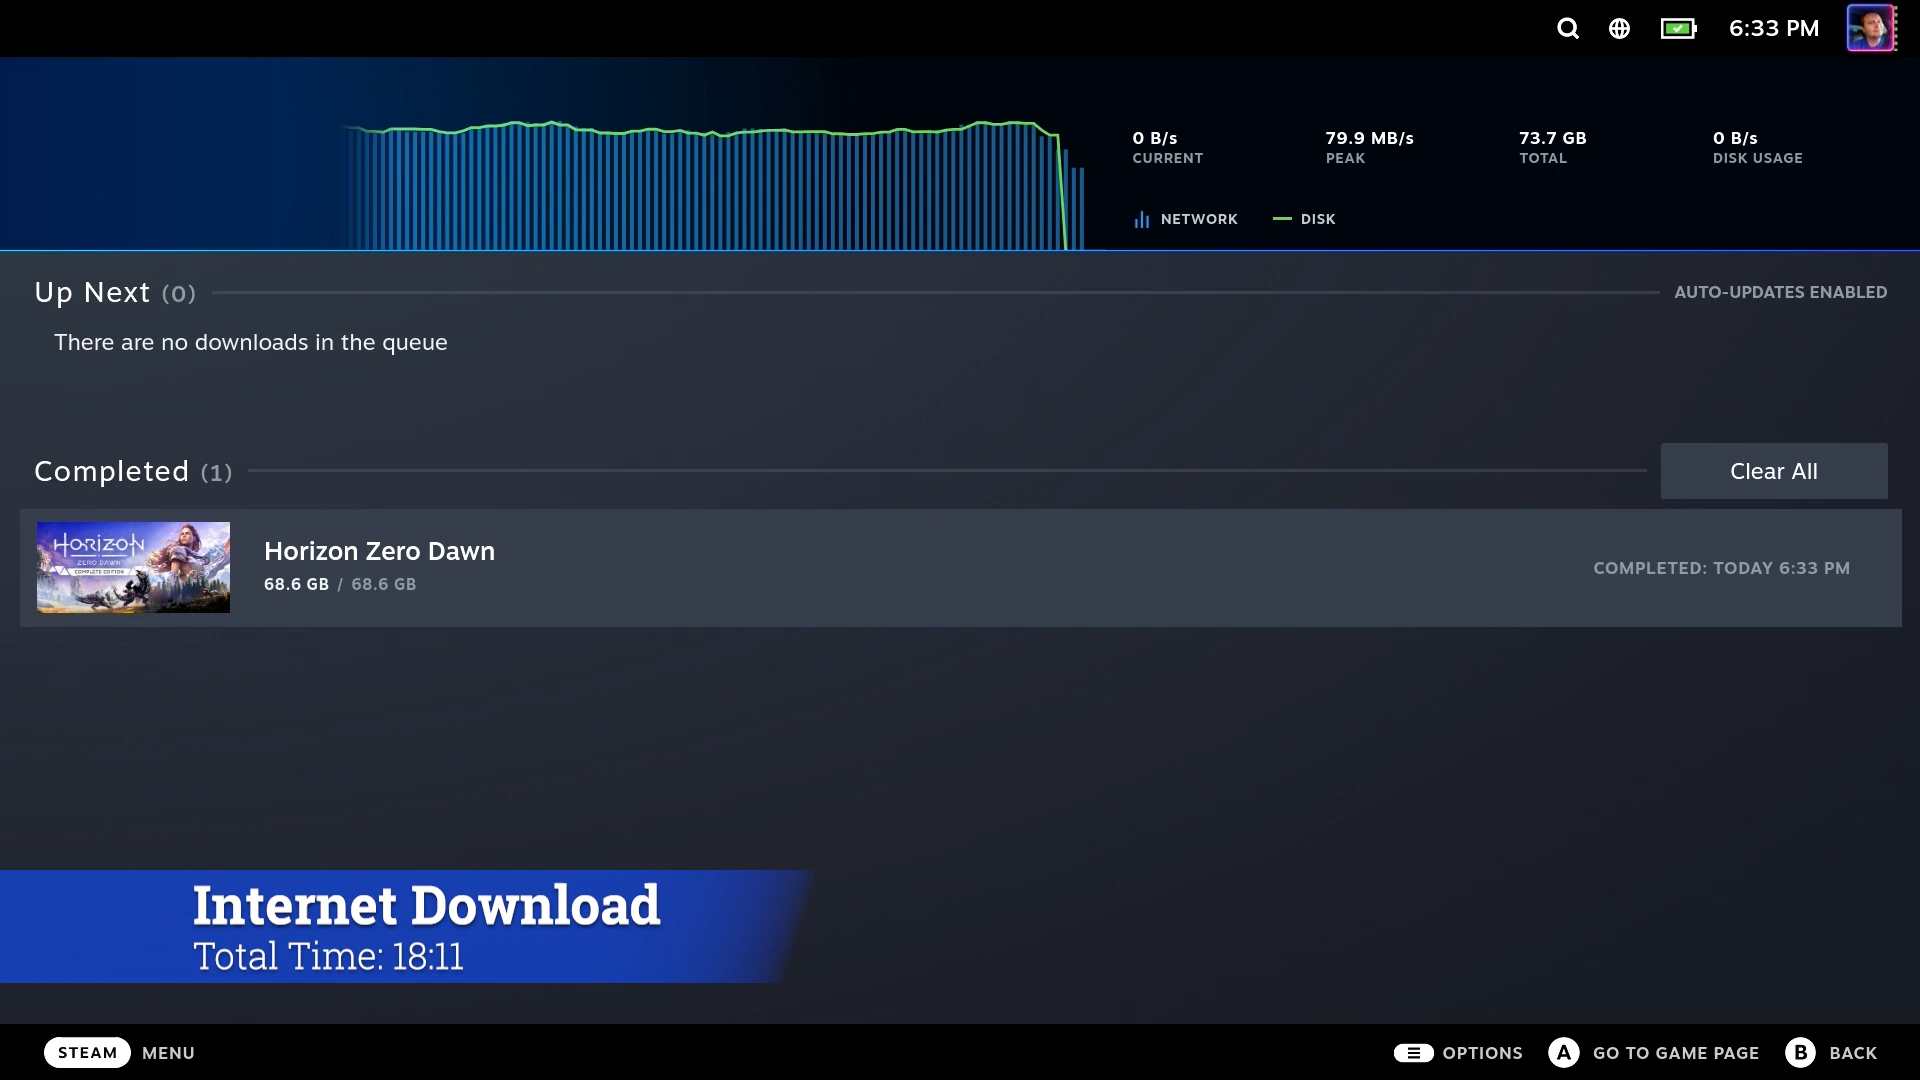 6:33 PM
0 B/s
CURRENT
79.9 MB/s
PEAK
73.7 GB
TOTAL
0 B/s
DISK USAGE
NETWORK
DISK
Up Next (0)
AUTO-UPDATES ENABLED
There are no downloads in the queue
Completed (1)
Clear All
HORIZON
ZERO DAWN
COMPLETE EDITION
Horizon Zero Dawn
68.6 GB / 68.6 GB
COMPLETED: TODAY 6:33 PM
Internet Download
Total Time: 18:11
STEAM MENU
OPTIONS
A GO TO GAME PAGE
B BACK